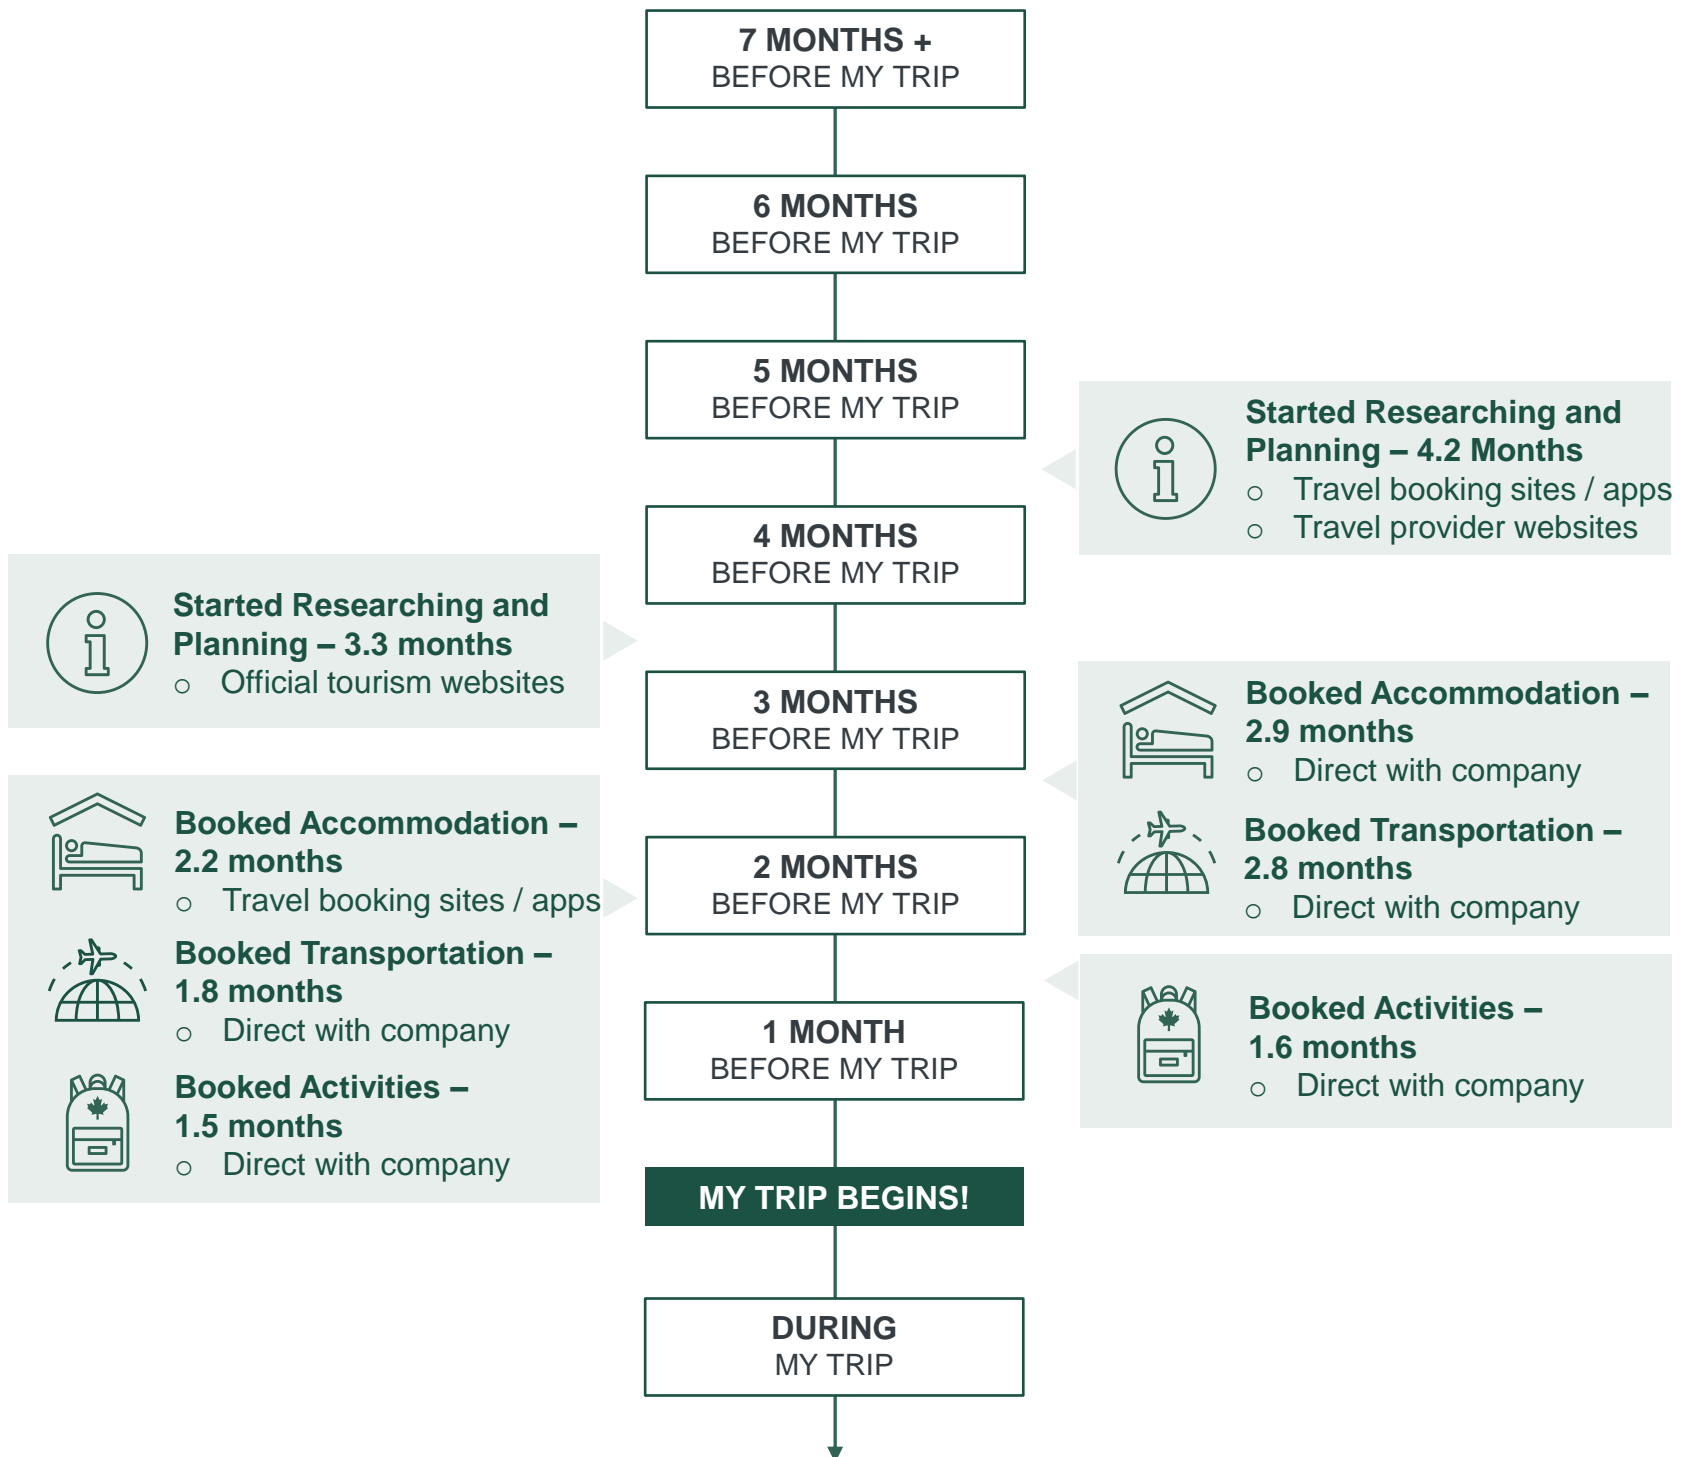 7 MONTHS +
BEFORE MY TRIP
6 MONTHS
BEFORE MY TRIP
5 MONTHS
BEFORE MY TRIP
4 MONTHS
BEFORE MY TRIP
3 MONTHS
BEFORE MY TRIP
2 MONTHS
BEFORE MY TRIP
1 MONTH
BEFORE MY TRIP
MY TRIP BEGINS!
DURING
MY TRIP
Started Researching and
Planning – 3.3 months
o Official tourism websites
Booked Accommodation –
2.2 months
o Travel booking sites / apps
Booked Transportation –
1.8 months
o Direct with company
Booked Activities –
1.5 months
o Direct with company
Started Researching and
Planning – 4.2 Months
o Travel booking sites / apps
o Travel provider websites
Booked Accommodation –
2.9 months
o Direct with company
Booked Transportation –
2.8 months
o Direct with company
Booked Activities –
1.6 months
o Direct with company